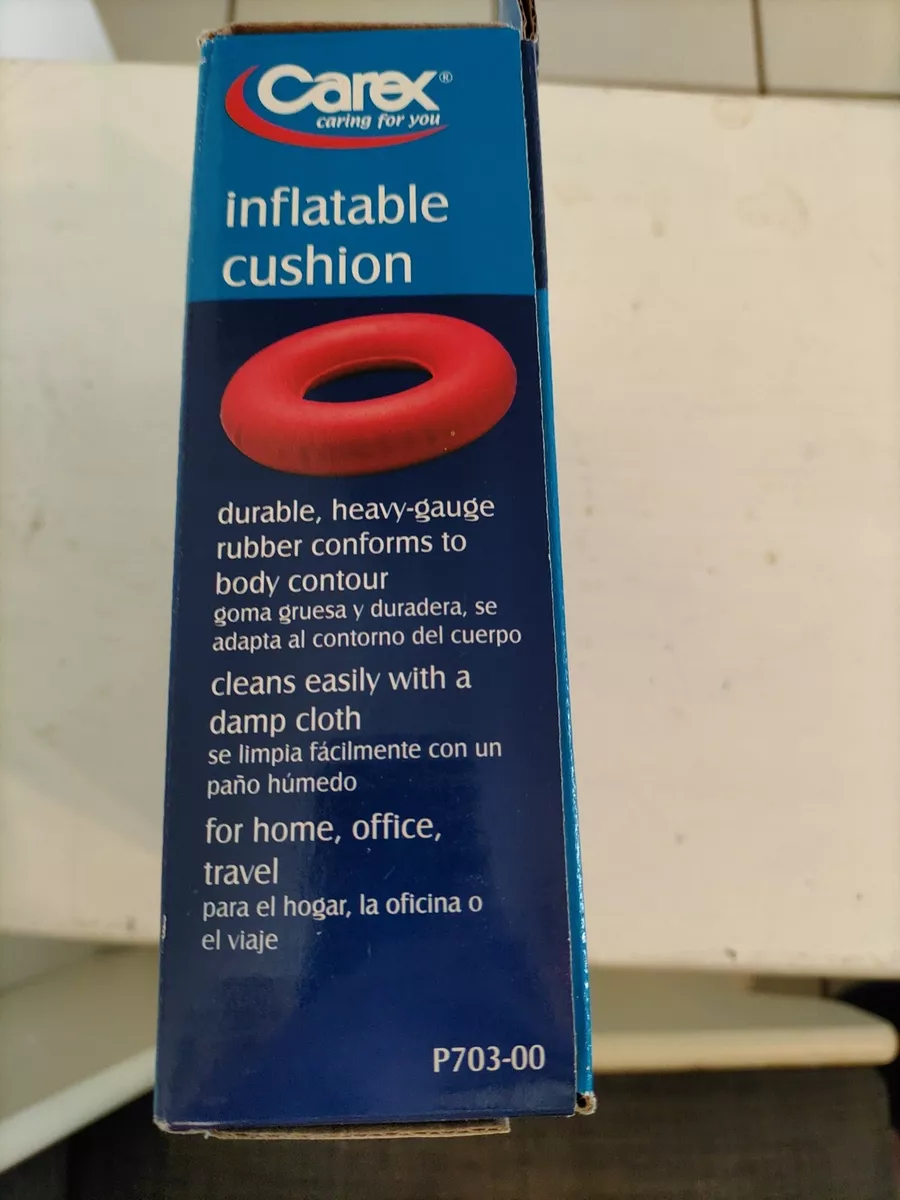 Carex®
caring for you
inflatable
cushion
durable, heavy-gauge
rubber conforms to
body contour
goma gruesa y duradera, se
adapta al contorno del cuerpo
cleans easily with a
damp cloth
se limpia fácilmente con un
paño húmedo
for home, office,
travel
para el hogar, la oficina o
el viaje
P703-00